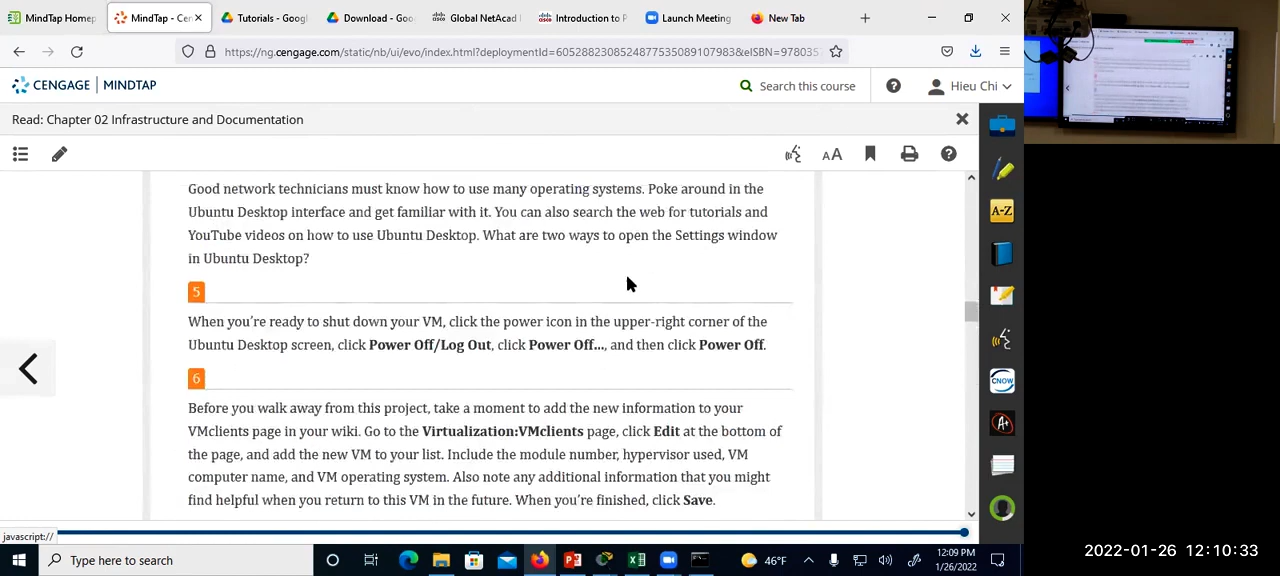 MindTap Homep
MindTap - Cen
Tutorials - Googl
Download - Goo
Global NetAcad
Introduction to P
Launch Meeting
New Tab
https://ng.cengage.com/static/nb/ui/evo/index
CENGAGE | MINDTAP
Search this course
Hieu Chi
Read: Chapter 02 Infrastructure and Documentation
AA
A-Z
Good network technicians must know how to use many operating systems. Poke around in the
Ubuntu Desktop interface and get familiar with it. You can also search the web for tutorials and
YouTube videos on how to use Ubuntu Desktop. What are two ways to open the Settings window
in Ubuntu Desktop?
5
When you're ready to shut down your VM, click the power icon in the upper-right corner of the
Ubuntu Desktop screen, click Power Off/Log Out, click Power Off..., and then click Power Off.
6
CNOW
Before you walk away from this project, take a moment to add the new information to your
VMclients page in your wiki. Go to the Virtualization:VMclients page, click Edit at the bottom of
A+
the page, and add the new VM to your list. Include the module number, hypervisor used, VM
computer name, and VM operating system. Also note any additional information that you might
find helpful when you return to this VM in the future. When you're finished, click Save.
javascript://
Type here to search
46°F
12:09 PM
1/26/2022
2022-01-26 12:10:33